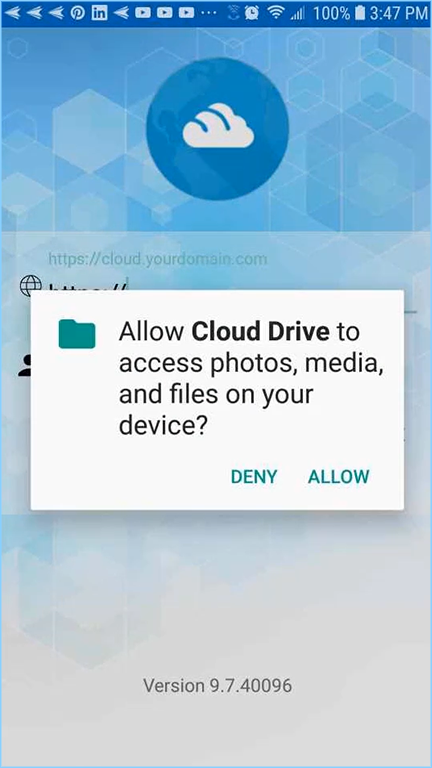 100% 3:47 PM
https://cloud.yourdomain.com
https://
Allow Cloud Drive to
access photos, media,
and files on your
device?
DENY ALLOW
Version 9.7.40096